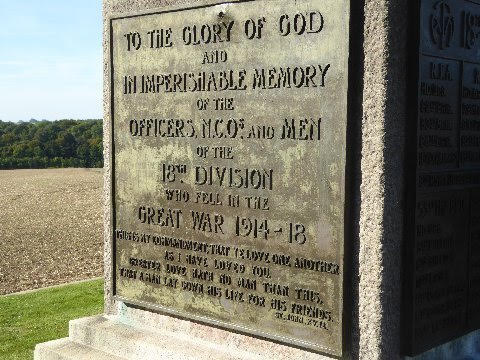 TO THE GLORY OF GOD
AND
IN IMPERISHABLE MEMORY
OF THE
OFFICERS, N.C.Os AND MEN
OF THE
18TH DIVISION
WHO FELL IN THE
GREAT WAR 1914-18
THIS IS MY COMMANDMENT, THAT YE LOVE ONE ANOTHER
AS I HAVE LOVED YOU.
GREATER LOVE HATH NO MAN THAN THIS,
THAT A MAN LAY DOWN HIS LIFE FOR HIS FRIENDS.
18TH
R.F.A.